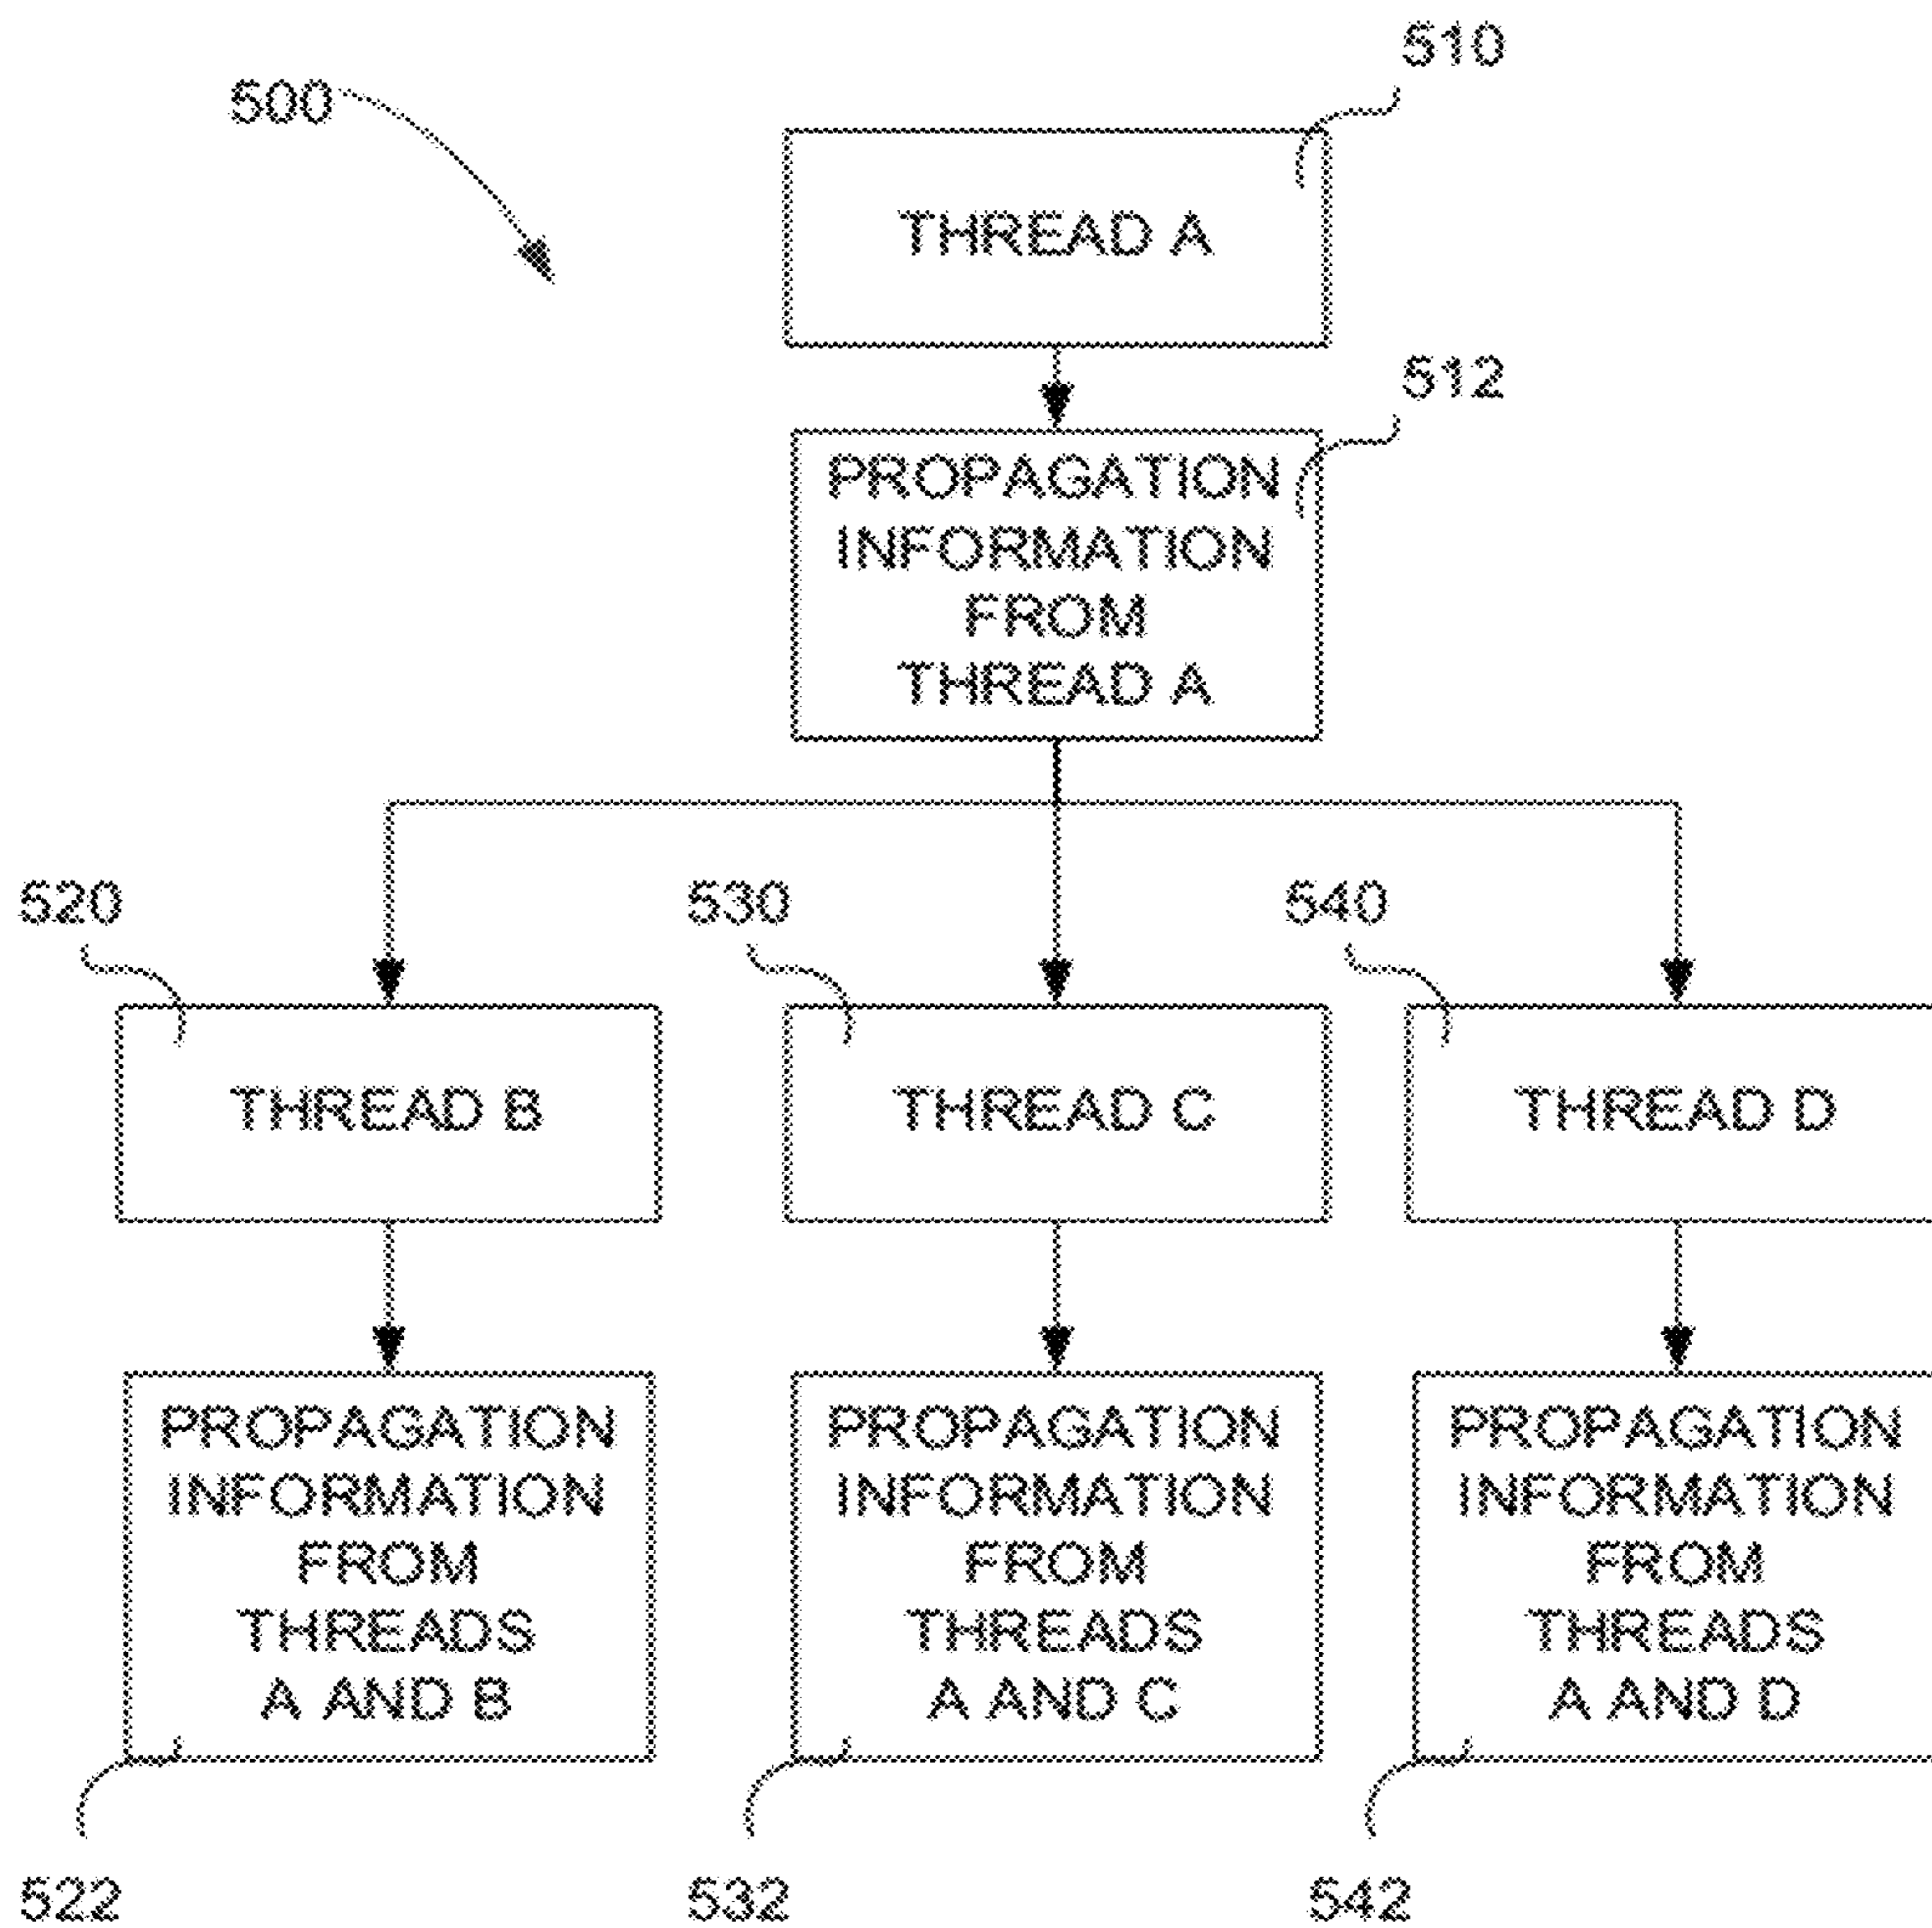 510
500
THREAD A
512
PROPAGATION
INFORMATION
FROM
THREAD A
520
530
540
THREAD B
THREAD C
THREAD D
PROPAGATION
INFORMATION
FROM
THREADS
A AND B
PROPAGATION
INFORMATION
FROM
THREADS
A AND C
PROPAGATION
INFORMATION
FROM
THREADS
A AND D
522
532
542